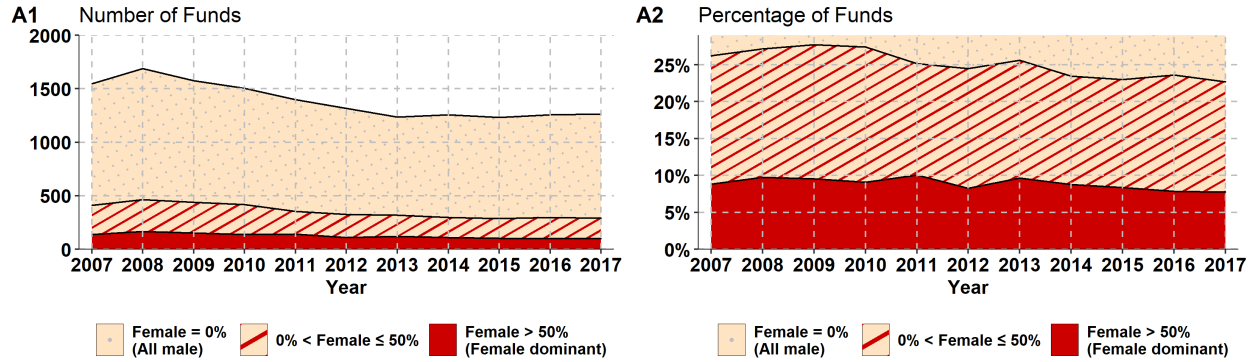 A1 Number of Funds
2000
1500
1000
500
0
2007 2008 2009 2010 2011 2012 2013 2014 2015 2016 2017
Year
Female = 0%
(All male)
0% < Female ≤ 50%
Female > 50%
(Female dominant)
A2 Percentage of Funds
25%
20%
15%
10%
5%
0%
2007 2008 2009 2010 2011 2012 2013 2014 2015 2016 2017
Year
Female = 0%
(All male)
0% < Female ≤ 50%
Female > 50%
(Female dominant)